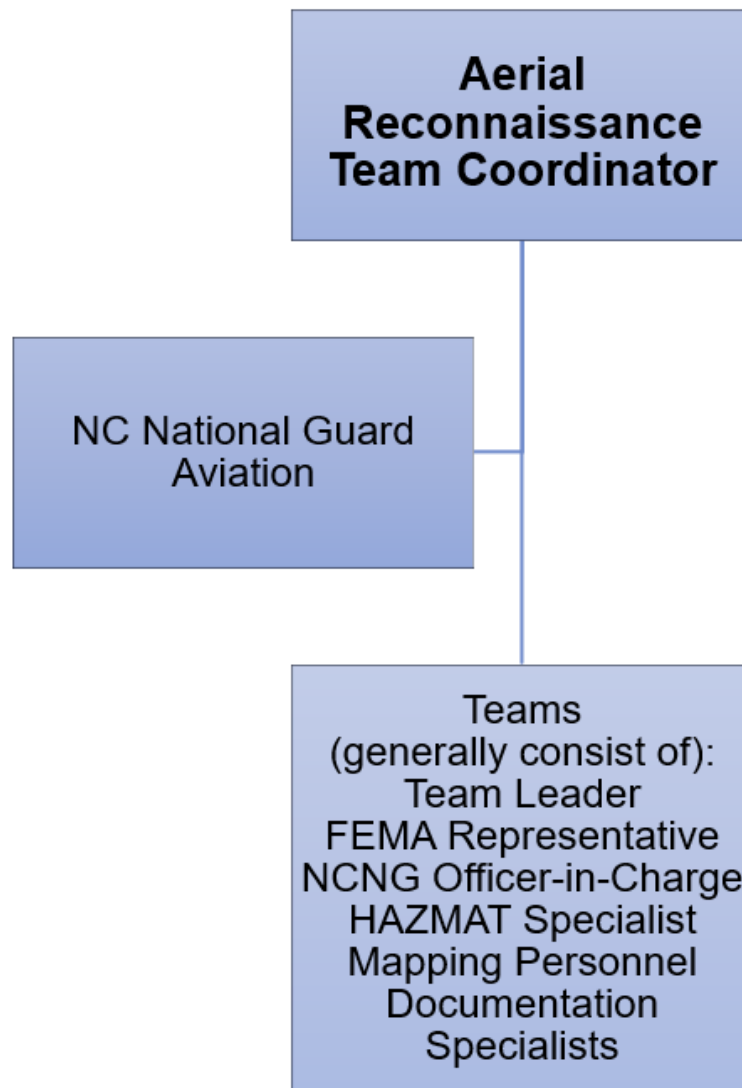 Aerial
Reconnaissance
Team Coordinator
NC National Guard
Aviation
Teams
(generally consist of):
Team Leader
FEMA Representative
NCNG Officer-in-Charge
HAZMAT Specialist
Mapping Personnel
Documentation
Specialists